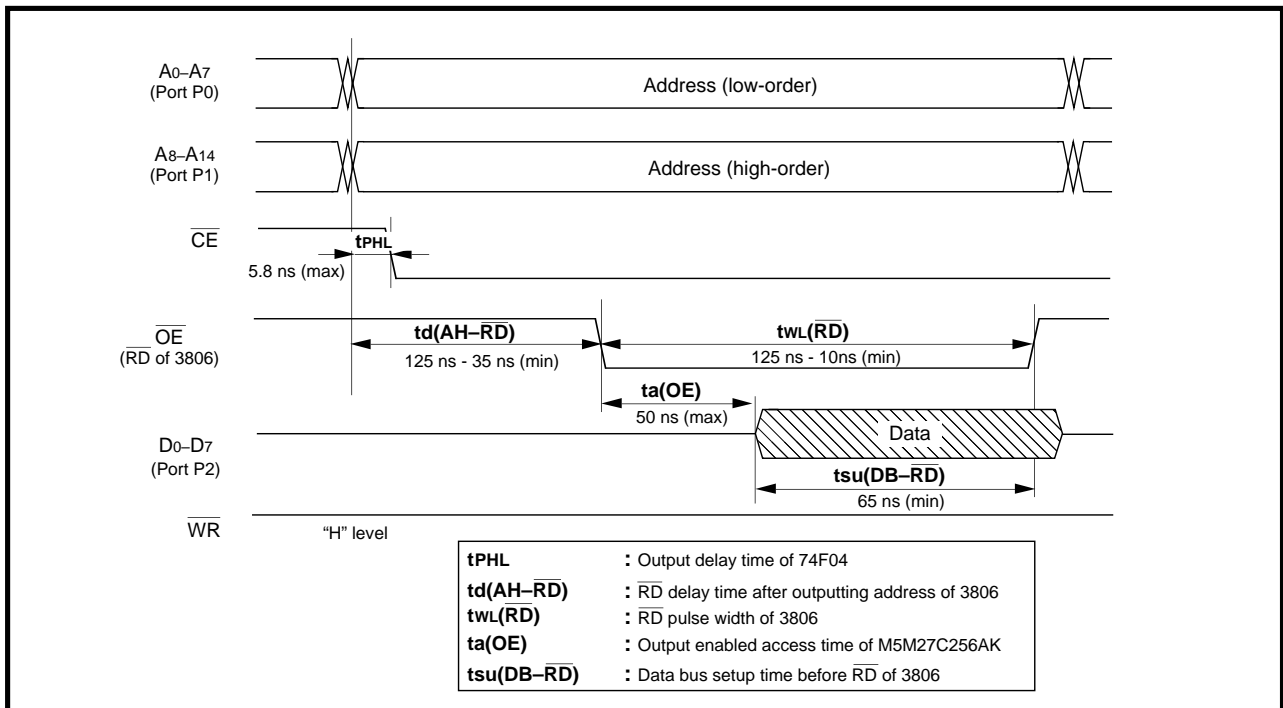 A0–A7
(Port P0)
Address (low-order)
A8–A14
(Port P1)
Address (high-order)
CE
tPHL
5.8 ns (max)
OE
(RD of 3806)
td(AH–RD)
125 ns - 35 ns (min)
twL(RD)
125 ns - 10ns (min)
ta(OE)
50 ns (max)
D0–D7
(Port P2)
Data
tsu(DB–RD)
65 ns (min)
WR
“H” level
tPHL : Output delay time of 74F04
td(AH–RD) : RD delay time after outputting address of 3806
twL(RD) : RD pulse width of 3806
ta(OE) : Output enabled access time of M5M27C256AK
tsu(DB–RD) : Data bus setup time before RD of 3806